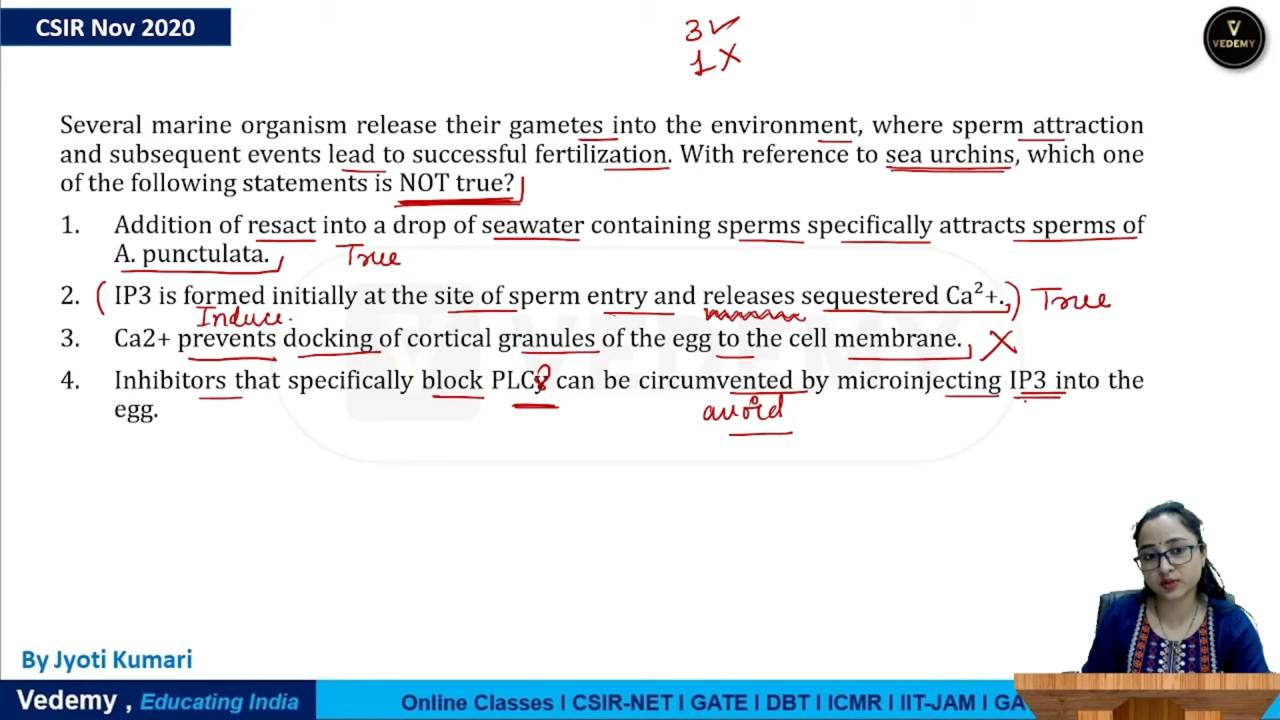 CSIR Nov 2020
3✓
1 X
VEDEMY
Several marine organism release their gametes into the environment, where sperm attraction
and subsequent events lead to successful fertilization. With reference to sea urchins, which one
of the following statements is NOT true?
1. Addition of resact into a drop of seawater containing sperms specifically attracts sperms of
A. punctulata. True
2. ( IP3 is formed initially at the site of sperm entry and releases sequestered Ca²+. ) True
Induce.
3. Ca2+ prevents docking of cortical granules of the egg to the cell membrane. X
4. Inhibitors that specifically block PLCγ can be circumvented by microinjecting IP3 into the
avoid
egg.
VEDEMY
By Jyoti Kumari
Vedemy , Educating India
Online Classes I CSIR-NET I GATE I DBT I ICMR I IIT-JAM I GA